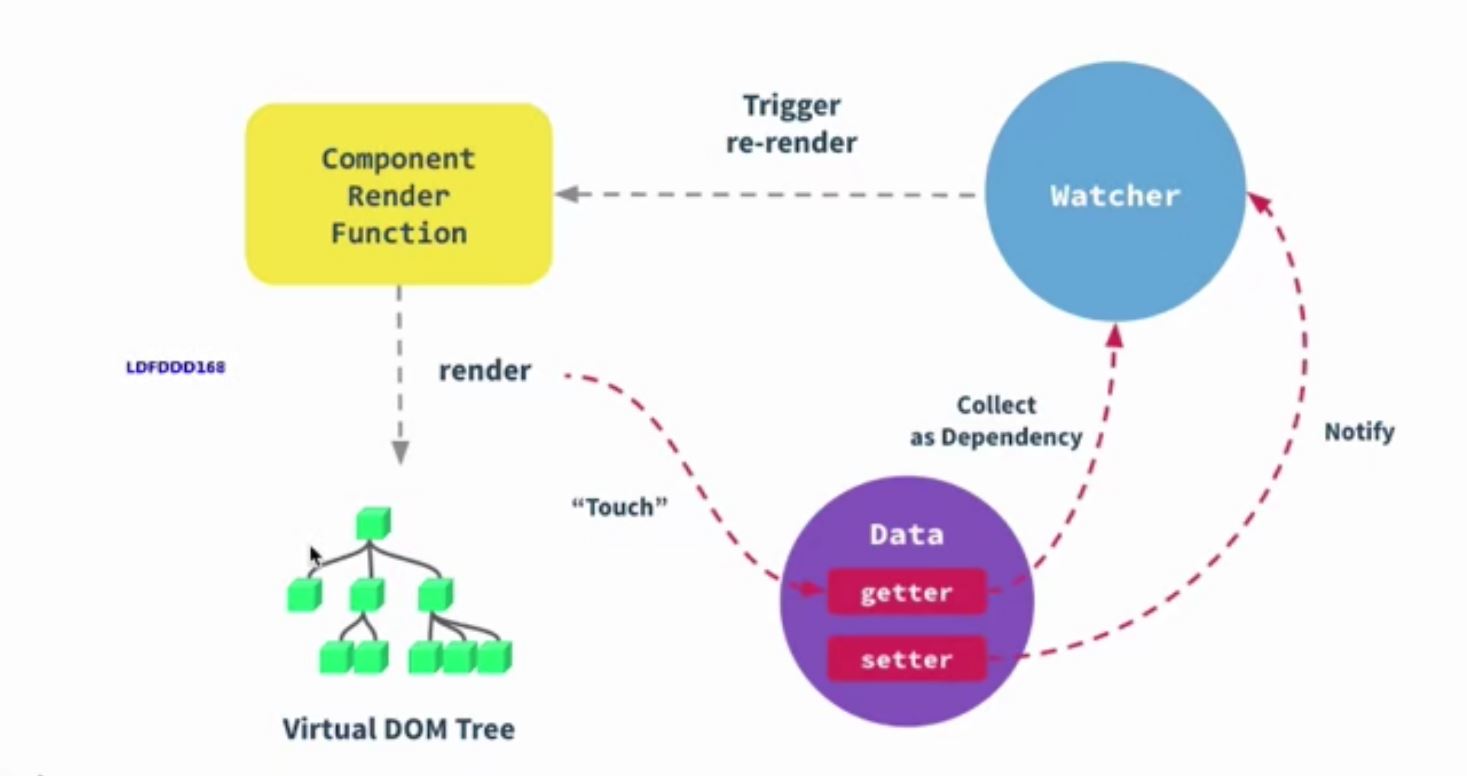 Trigger
re-render
Component
Render
Function
Watcher
LDFDDD168
render
Collect
as Dependency
Notify
“Touch”
Data
getter
setter
Virtual DOM Tree